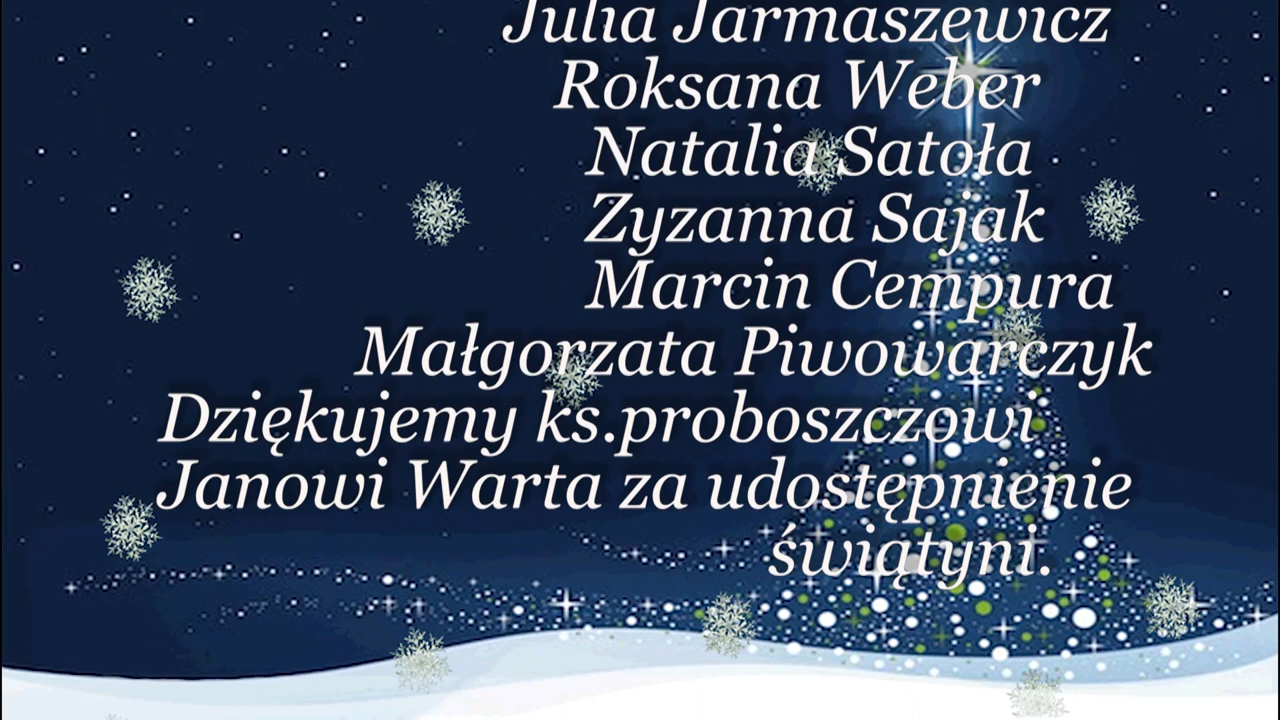 Julia Jarmaszewicz
Roksana Weber
Natalia Satoła
Zyzanna Sajak
Marcin Cempura
Małgorzata Piwowarczyk
Dziękujemy ks.proboszczowi
Janowi Warta za udostępnienie
świątyni.